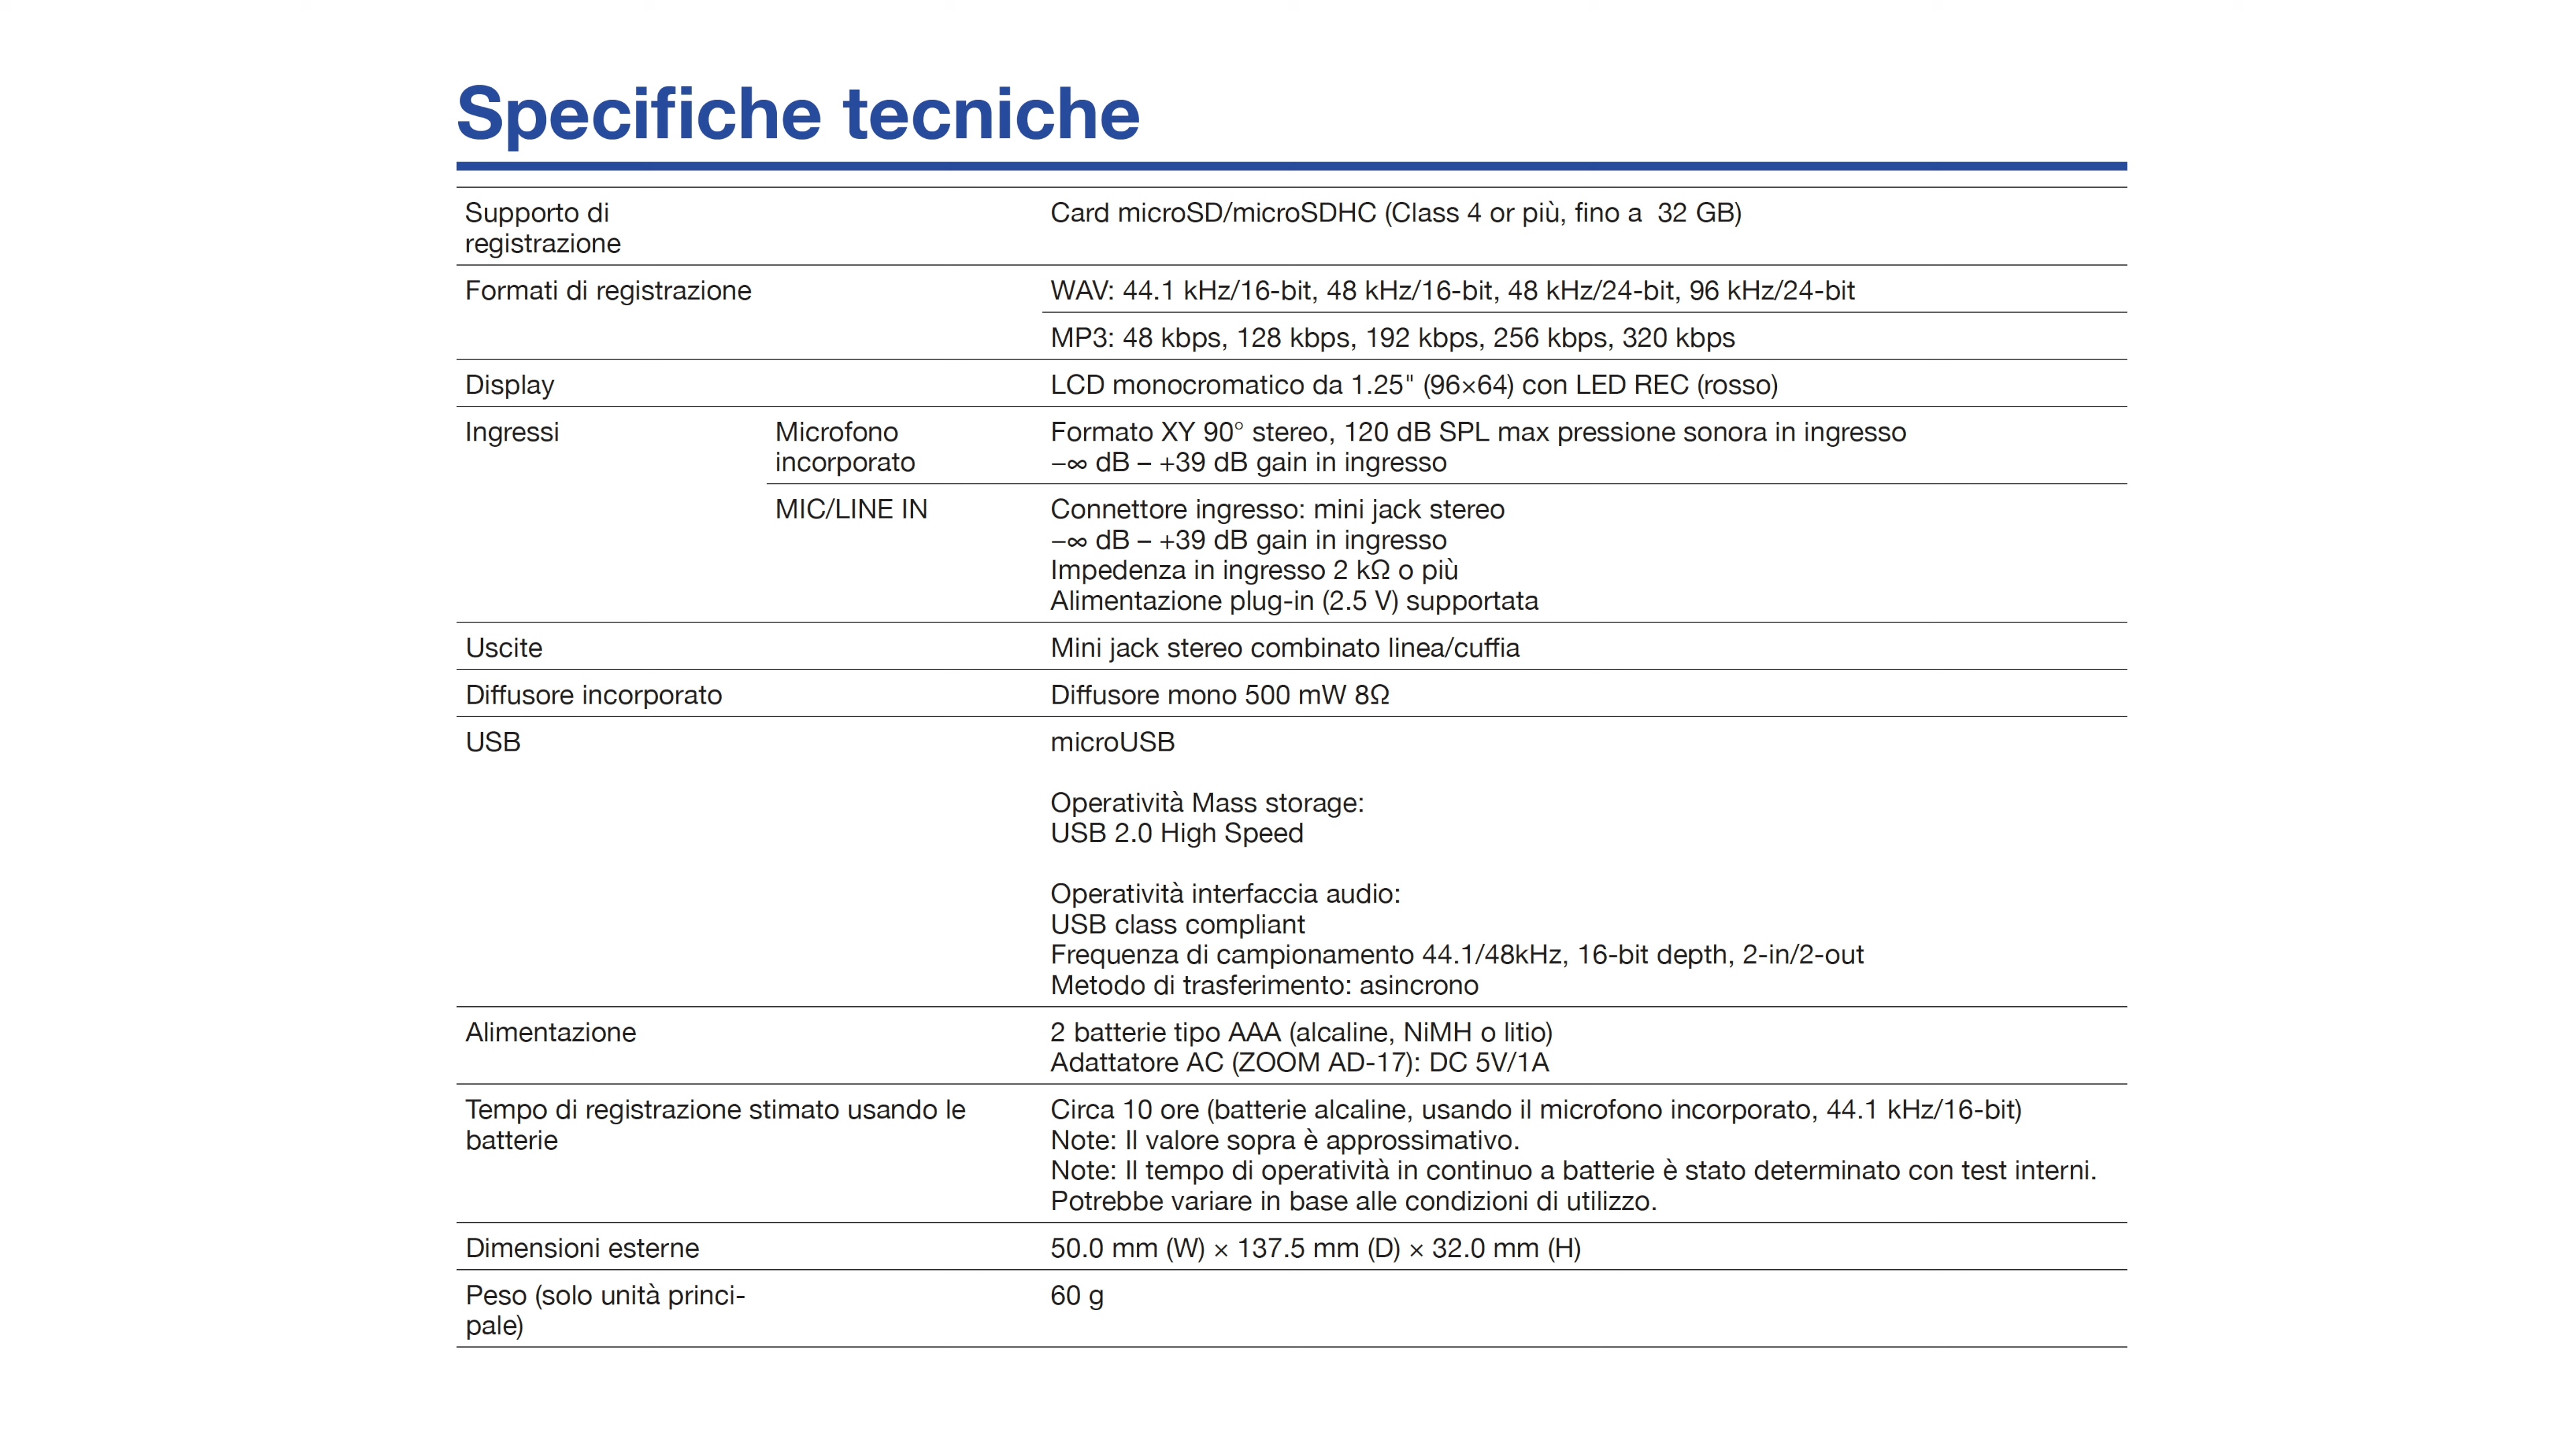 Specifiche tecniche
Supporto di
registrazione
Card microSD/microSDHC (Class 4 or più, fino a  32 GB)
Formati di registrazione
WAV: 44.1 kHz/16-bit, 48 kHz/16-bit, 48 kHz/24-bit, 96 kHz/24-bit
MP3: 48 kbps, 128 kbps, 192 kbps, 256 kbps, 320 kbps
Display
LCD monocromatico da 1.25" (96×64) con LED REC (rosso)
Ingressi
Microfono
incorporato
Formato XY 90° stereo, 120 dB SPL max pressione sonora in ingresso
−∞ dB – +39 dB gain in ingresso
MIC/LINE IN
Connettore ingresso: mini jack stereo
−∞ dB – +39 dB gain in ingresso
Impedenza in ingresso 2 kΩ o più
Alimentazione plug-in (2.5 V) supportata
Uscite
Mini jack stereo combinato linea/cuffia
Diffusore incorporato
Diffusore mono 500 mW 8Ω
USB
microUSB
Operatività Mass storage:
USB 2.0 High Speed
Operatività interfaccia audio:
USB class compliant
Frequenza di campionamento 44.1/48kHz, 16-bit depth, 2-in/2-out
Metodo di trasferimento: asincrono
Alimentazione
2 batterie tipo AAA (alcaline, NiMH o litio)
Adattatore AC (ZOOM AD-17): DC 5V/1A
Tempo di registrazione stimato usando le
batterie
Circa 10 ore (batterie alcaline, usando il microfono incorporato, 44.1 kHz/16-bit)
Note: Il valore sopra è approssimativo.
Note: Il tempo di operatività in continuo a batterie è stato determinato con test interni.
Potrebbe variare in base alle condizioni di utilizzo.
Dimensioni esterne
50.0 mm (W) × 137.5 mm (D) × 32.0 mm (H)
Peso (solo unità princi-
pale)
60 g